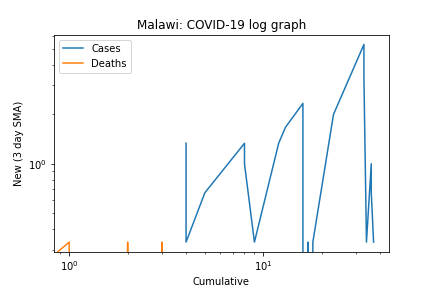 Malawi: COVID-19 log graph
Cases
Deaths
New (3 day SMA)
10⁰
10⁰
10¹
Cumulative